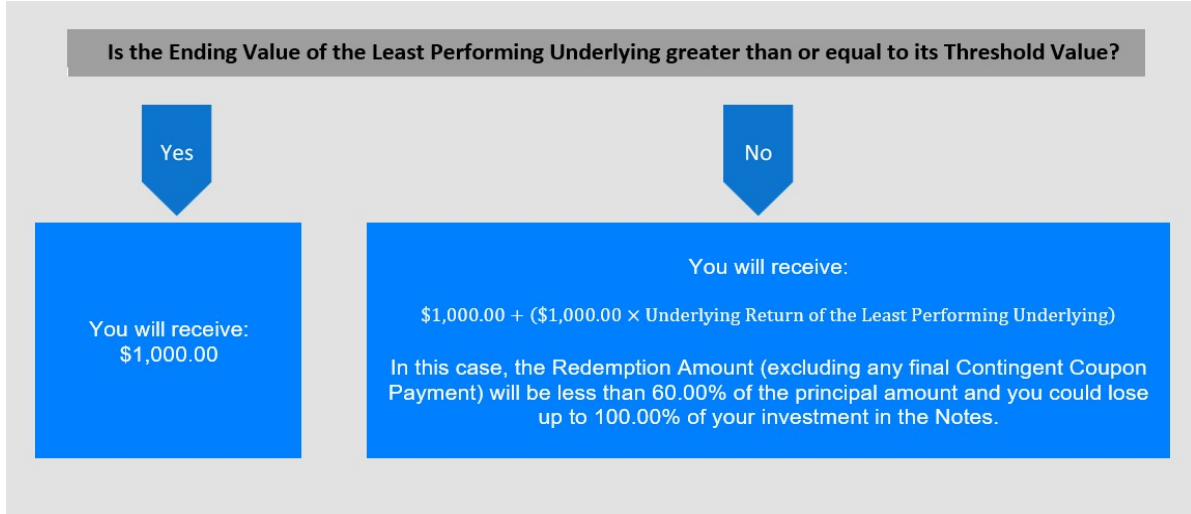 Is the Ending Value of the Least Performing Underlying greater than or equal to its Threshold Value?
Yes
No
You will receive:
$1,000.00
You will receive:
$1,000.00 + ($1,000.00 × Underlying Return of the Least Performing Underlying)
In this case, the Redemption Amount (excluding any final Contingent Coupon
Payment) will be less than 60.00% of the principal amount and you could lose
up to 100.00% of your investment in the Notes.